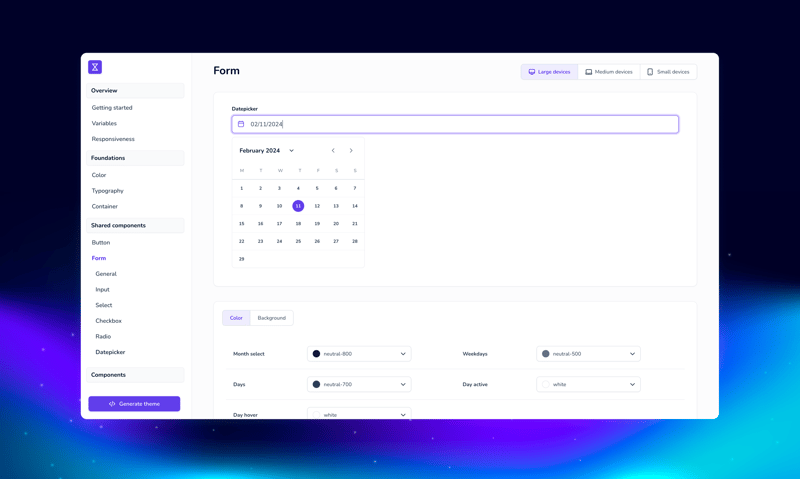 Overview
Getting started
Variables
Responsiveness
Foundations
Color
Typography
Container
Shared components
Button
Form
General
Input
Select
Checkbox
Radio
Datepicker
Components
Generate theme
Form
Large devices Medium devices Small devices
Datepicker
02/11/2024
February 2024
M T W T F S S
1 2 3 4 5 6 7
8 9 10 11 12 13 14
15 16 17 18 19 20 21
22 23 24 25 26 27 28
29
Color Background
Month select neutral-800 Weekdays neutral-500
Days neutral-700 Day active white
Day hover white